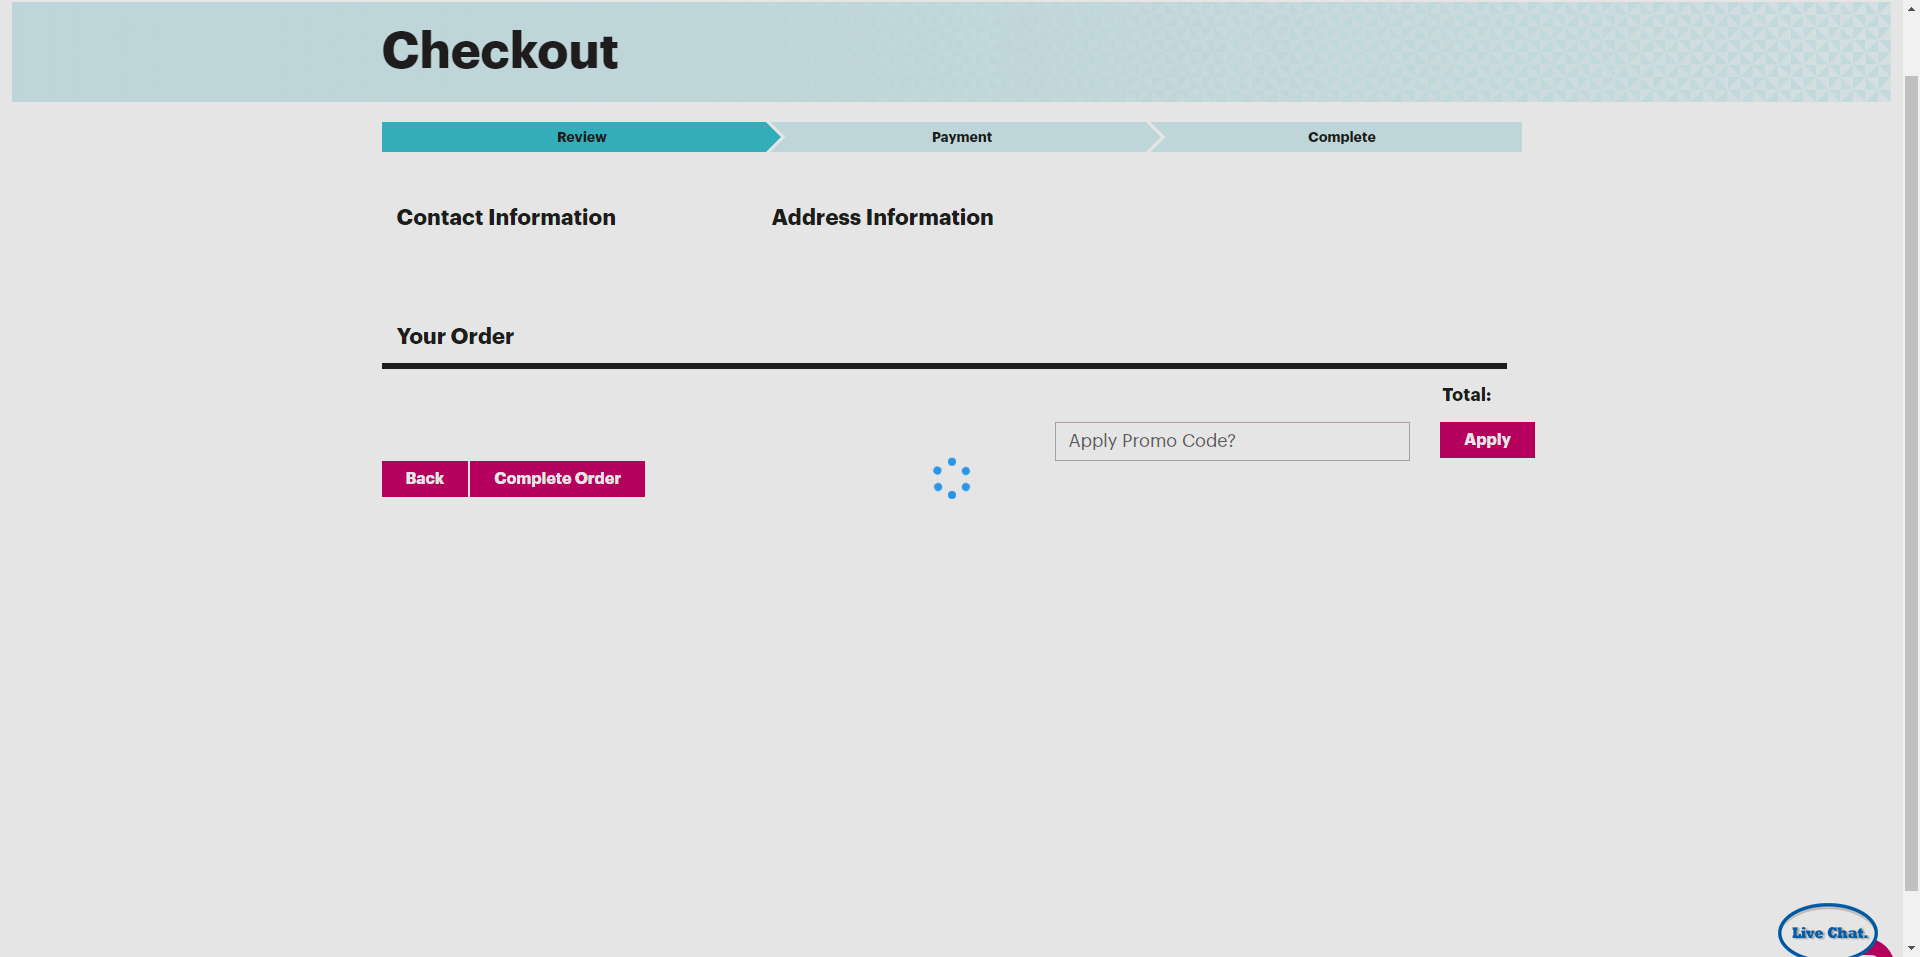 Checkout
Review
Payment
Complete
Contact Information
Address Information
Your Order
Total:
Apply Promo Code?
Apply
Back
Complete Order
Live Chat.